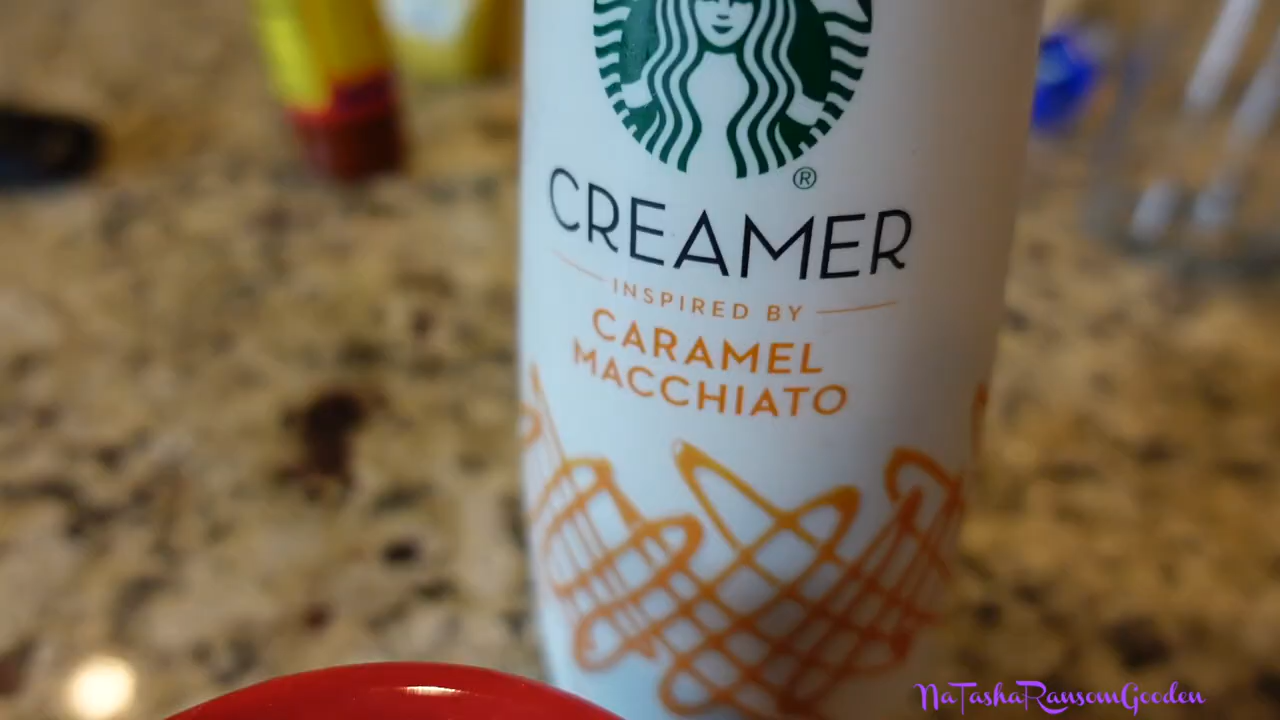 ®
CREAMER
INSPIRED BY
CARAMEL
MACCHIATO
NaTashaRansomGooden